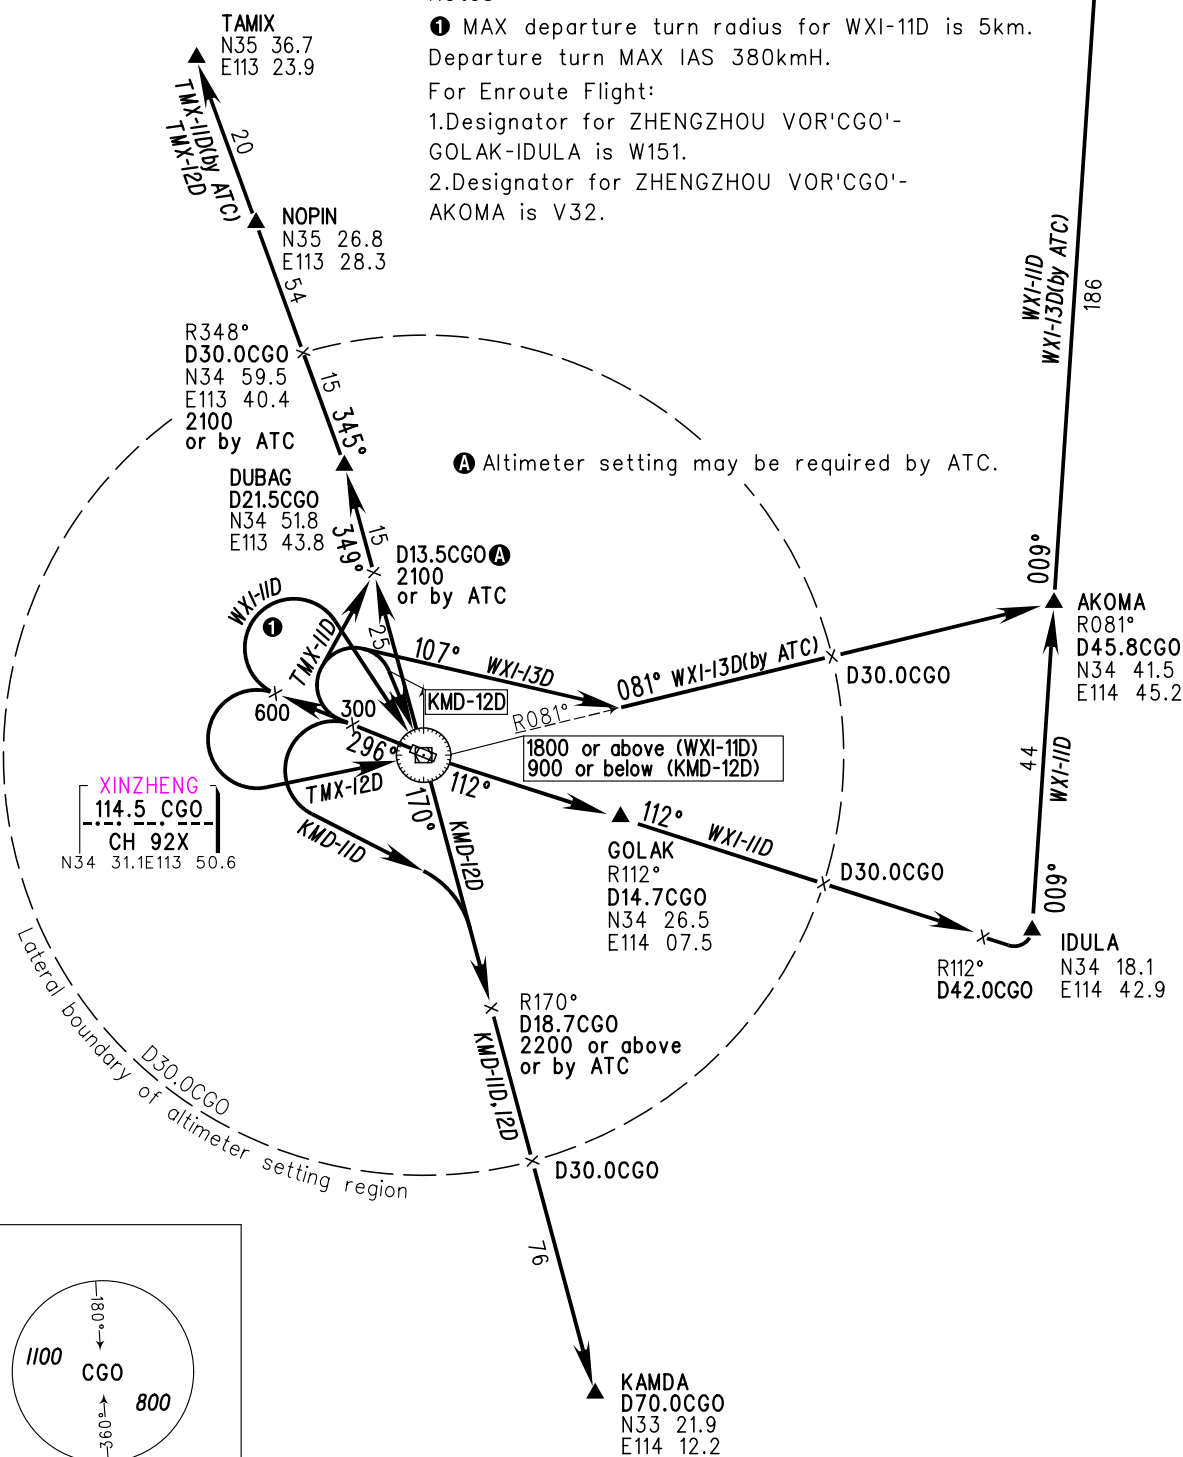 ❶ MAX departure turn radius for WXI-11D is 5km.
Departure turn MAX IAS 380kmH.
For Enroute Flight:
1.Designator for ZHENGZHOU VOR'CGO'-
GOLAK-IDULA is W151.
2.Designator for ZHENGZHOU VOR'CGO'-
AKOMA is V32.
TAMIX
N35 36.7
E113 23.9
TMX-11D(by ATC)
TMX-12D
20
NOPIN
N35 26.8
E113 28.3
54
R348°
D30.0CGO
N34 59.5
E113 40.4
2100
or by ATC
15
345°
Ⓐ Altimeter setting may be required by ATC.
DUBAG
D21.5CGO
N34 51.8
E113 43.8
349°
15
D13.5CGO Ⓐ
2100
or by ATC
25
WXI-11D
❶
TMX-11D
107°
WXI-13D
KMD-12D
081° WXI-13D(by ATC)
R081°
D30.0CGO
WXI-11D
WXI-13D(by ATC)
186
009°
AKOMA
R081°
D45.8CGO
N34 41.5
E114 45.2
600
300
296°
1800 or above (WXI-11D)
900 or below (KMD-12D)
TMX-12D
XINZHENG
114.5 CGO
CH 92X
N34 31.1E113 50.6
KMD-11D
170°
KMD-12D
112°
GOLAK
R112°
D14.7CGO
N34 26.5
E114 07.5
112°
WXI-11D
D30.0CGO
44
WXI-11D
009°
IDULA
N34 18.1
E114 42.9
R112°
D42.0CGO
R170°
D18.7CGO
2200 or above
or by ATC
KMD-11D,12D
D30.0CGO
D30.0CGO
Lateral boundary of altimeter setting region
76
KAMDA
D70.0CGO
N33 21.9
E114 12.2
180°
1100
CGO
800
360°